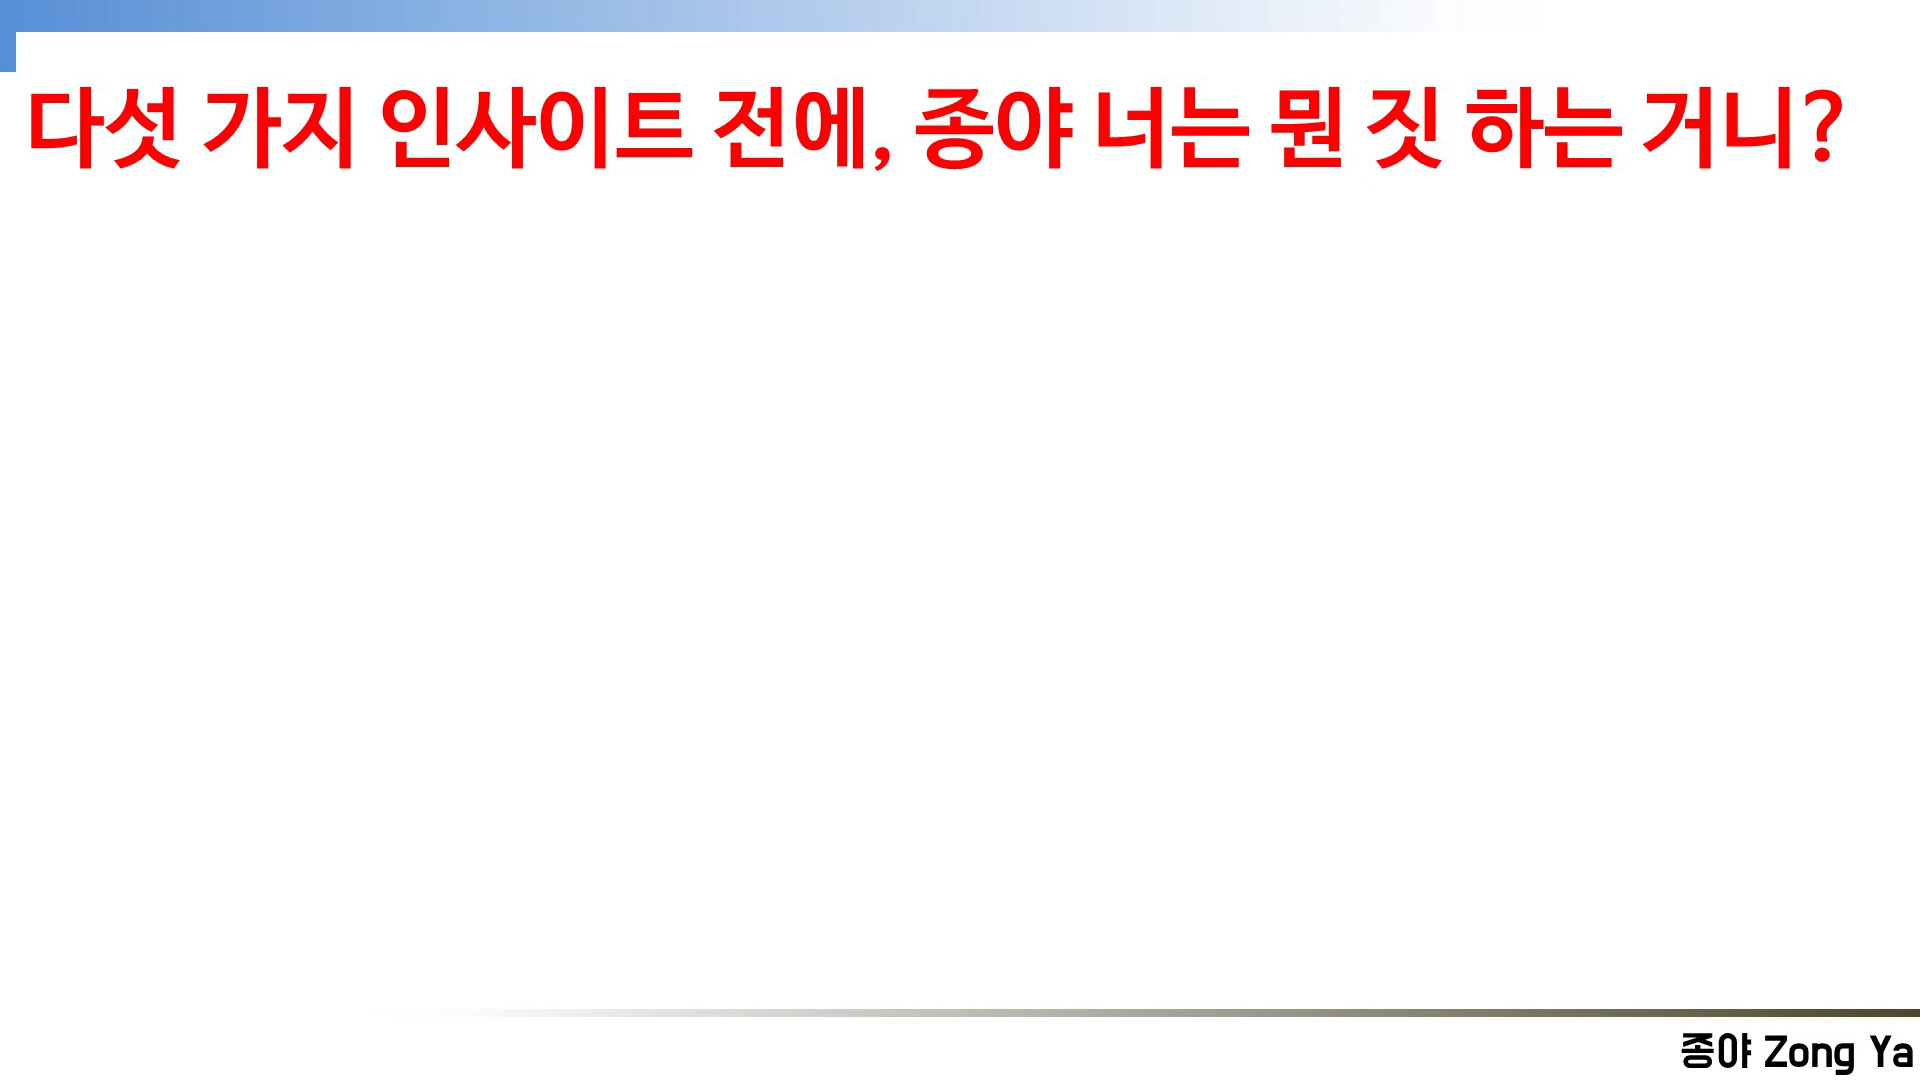 다섯 가지 인사이트 전에, 종야 너는 뭔 짓 하는 거니?
종야 Zong Ya